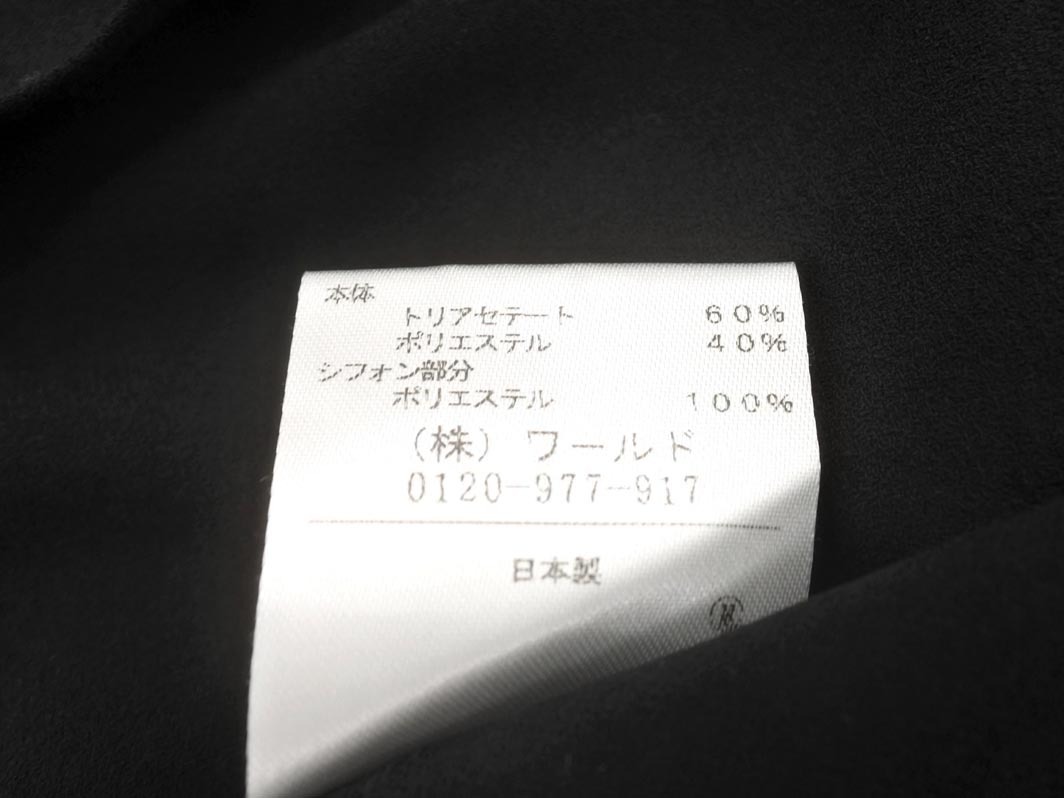 本体
トリアセテート 60%
ポリエステル 40%
シフォン部分
ポリエステル 100%
(株) ワールド
0120-977-917
日本製